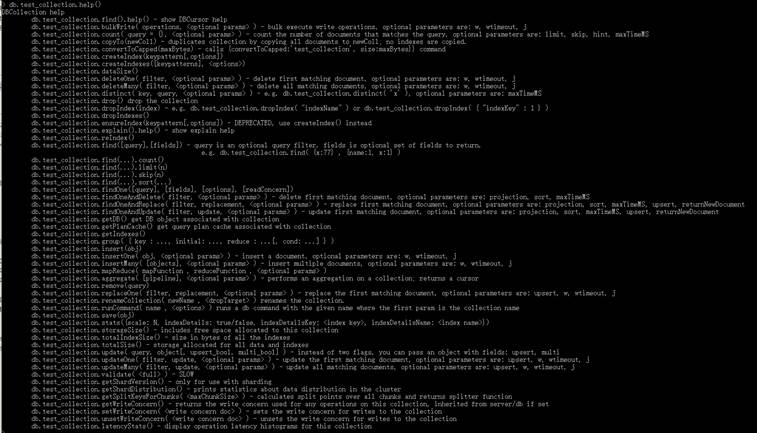 > db.test_collection.help()
DBCollection help
db.test_collection.find().help() - show DBCursor help
db.test_collection.bulkWrite( operations, <optional params> ) - bulk execute write operations, optional parameters are: w, wtimeout, j
db.test_collection.count( query = {}, <optional params> ) - count the number of documents that matches the query, optional parameters are: limit, skip, hint, maxTimeMS
db.test_collection.copyTo(newColl) - duplicates collection by copying all documents to newColl; no indexes are copied.
db.test_collection.convertToCapped(maxBytes) - calls {convertToCapped:'test_collection', size:maxBytes}} command
db.test_collection.createIndex(keypattern[,options])
db.test_collection.createIndexes([keypatterns], <options>)
db.test_collection.dataSize()
db.test_collection.deleteOne( filter, <optional params> ) - delete first matching document, optional parameters are: w, wtimeout, j
db.test_collection.deleteMany( filter, <optional params> ) - delete all matching documents, optional parameters are: w, wtimeout, j
db.test_collection.distinct( key, query, <optional params> ) - e.g. db.test_collection.distinct( 'x' ), optional parameters are: maxTimeMS
db.test_collection.drop() drop the collection
db.test_collection.dropIndex(index) - e.g. db.test_collection.dropIndex( "indexName" ) or db.test_collection.dropIndex( { "indexKey" : 1 } )
db.test_collection.dropIndexes()
db.test_collection.ensureIndex(keypattern[,options]) - DEPRECATED, use createIndex() instead
db.test_collection.explain().help() - show explain help
db.test_collection.reIndex()
db.test_collection.find([query],[fields]) - query is an optional query filter. fields is optional set of fields to return.
e.g. db.test_collection.find( {x:77} , {name:1, x:1} )
db.test_collection.find(...).count()
db.test_collection.find(...).limit(n)
db.test_collection.find(...).skip(n)
db.test_collection.find(...).sort(...)
db.test_collection.findOne([query], [fields], [options], [readConcern])
db.test_collection.findOneAndDelete( filter, <optional params> ) - delete first matching document, optional parameters are: projection, sort, maxTimeMS
db.test_collection.findOneAndReplace( filter, replacement, <optional params> ) - replace first matching document, optional parameters are: projection, sort, maxTimeMS, upsert, returnNewDocument
db.test_collection.findOneAndUpdate( filter, update, <optional params> ) - update first matching document, optional parameters are: projection, sort, maxTimeMS, upsert, returnNewDocument
db.test_collection.getDB() get DB object associated with collection
db.test_collection.getPlanCache() get query plan cache associated with collection
db.test_collection.getIndexes()
db.test_collection.group( { key : ..., initial: ..., reduce : ...[, cond: ...] } )
db.test_collection.insert(obj)
db.test_collection.insertOne( obj, <optional params> ) - insert a document, optional parameters are: w, wtimeout, j
db.test_collection.insertMany( [objects], <optional params> ) - insert multiple documents, optional parameters are: w, wtimeout, j
db.test_collection.mapReduce( mapFunction , reduceFunction , <optional params> )
db.test_collection.aggregate( [pipeline], <optional params> ) - performs an aggregation on a collection; returns a cursor
db.test_collection.remove(query)
db.test_collection.replaceOne( filter, replacement, <optional params> ) - replace the first matching document, optional parameters are: upsert, w, wtimeout, j
db.test_collection.renameCollection( newName , <dropTarget> ) renames the collection.
db.test_collection.runCommand( name , <options> ) runs a db command with the given name where the first param is the collection name
db.test_collection.save(obj)
db.test_collection.stats({scale: N, indexDetails: true/false, indexDetailsKey: <index key>, indexDetailsName: <index name>})
db.test_collection.storageSize() - includes free space allocated to this collection
db.test_collection.totalIndexSize() - size in bytes of all the indexes
db.test_collection.totalSize() - storage allocated for all data and indexes
db.test_collection.update( query, object[, upsert_bool, multi_bool] ) - instead of two flags, you can pass an object with fields: upsert, multi
db.test_collection.updateOne( filter, update, <optional params> ) - update the first matching document, optional parameters are: upsert, w, wtimeout, j
db.test_collection.updateMany( filter, update, <optional params> ) - update all matching documents, optional parameters are: upsert, w, wtimeout, j
db.test_collection.validate( <full> ) - SLOW
db.test_collection.getShardVersion() - only for use with sharding
db.test_collection.getShardDistribution() - prints statistics about data distribution in the cluster
db.test_collection.getSplitKeysForChunks( <maxChunkSize> ) - calculates split points over all chunks and returns splitter function
db.test_collection.getWriteConcern() - returns the write concern used for any operations on this collection, inherited from server/db if set
db.test_collection.setWriteConcern( <write concern doc> ) - sets the write concern for writes to the collection
db.test_collection.unsetWriteConcern( <write concern doc> ) - unsets the write concern for writes to the collection
db.test_collection.latencyStats() - display operation latency histograms for this collection